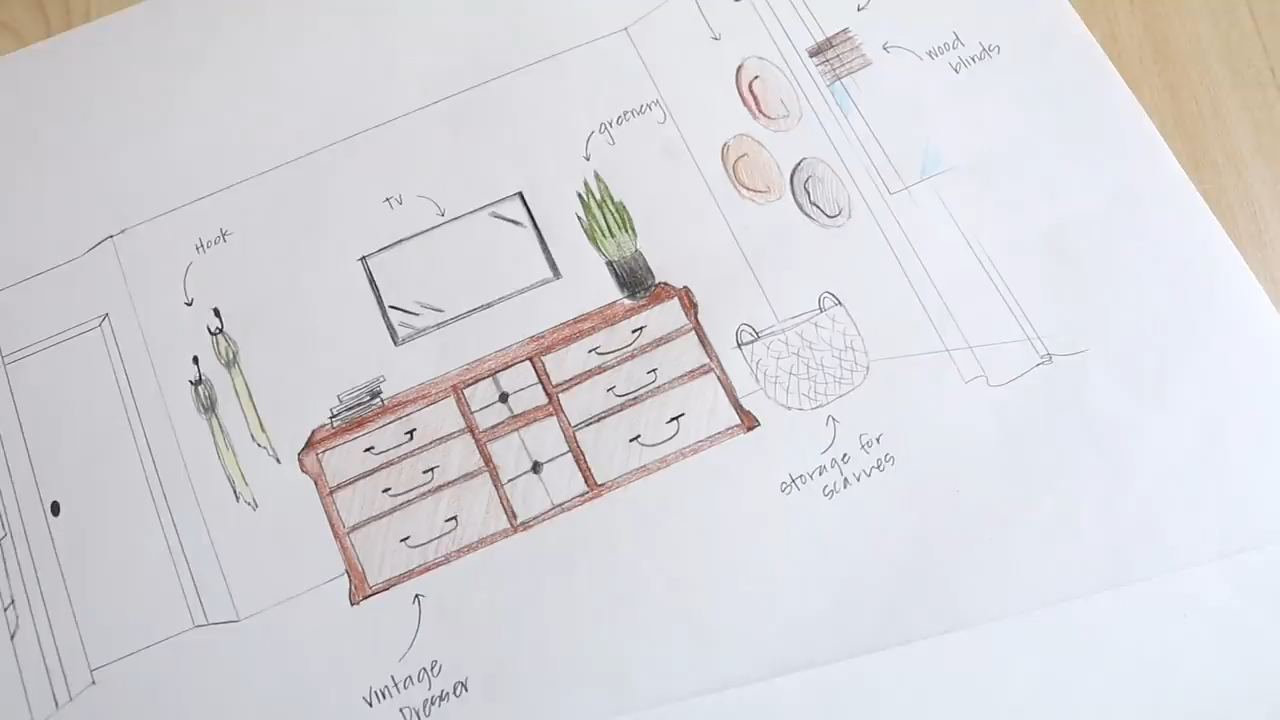 wood
blinds
greenery
TV
Hook
storage for
scarves
vintage
Dresser